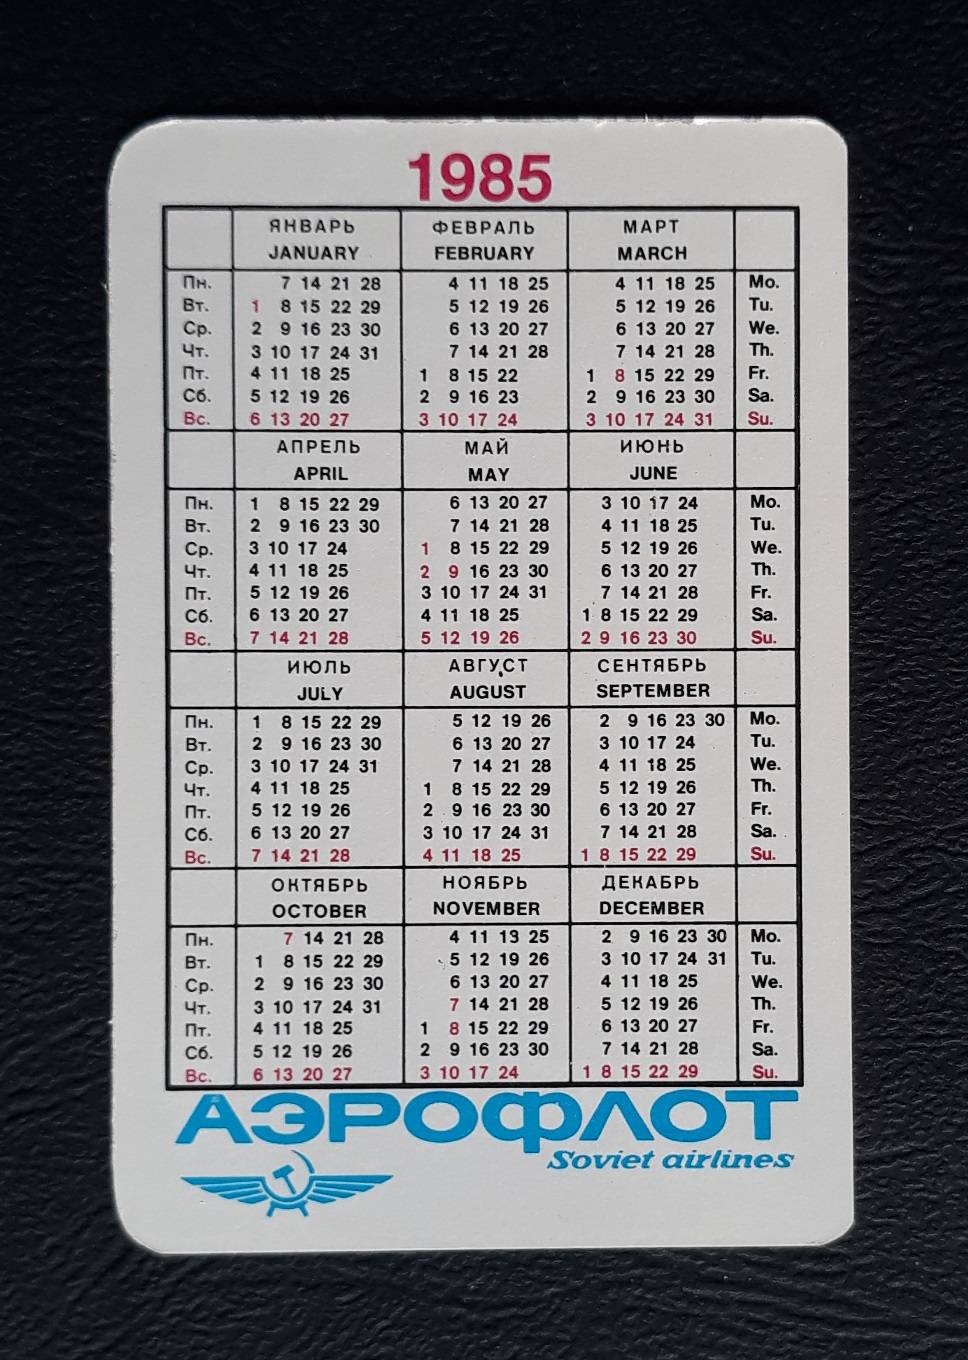 1985
ЯНВАРЬ ФЕВРАЛЬ МАРТ
JANUARY FEBRUARY MARCH
Пн. 7 14 21 28 4 11 18 25 4 11 18 25 Mo.
Вт. 1 8 15 22 29 5 12 19 26 5 12 19 26 Tu.
Ср. 2 9 16 23 30 6 13 20 27 6 13 20 27 We.
Чт. 3 10 17 24 31 7 14 21 28 7 14 21 28 Th.
Пт. 4 11 18 25 1 8 15 22 1 8 15 22 29 Fr.
Сб. 5 12 19 26 2 9 16 23 2 9 16 23 30 Sa.
Вс. 6 13 20 27 3 10 17 24 3 10 17 24 31 Su.
АПРЕЛЬ МАЙ ИЮНЬ
APRIL MAY JUNE
Пн. 1 8 15 22 29 6 13 20 27 3 10 17 24 Mo.
Вт. 2 9 16 23 30 7 14 21 28 4 11 18 25 Tu.
Ср. 3 10 17 24 1 8 15 22 29 5 12 19 26 We.
Чт. 4 11 18 25 2 9 16 23 30 6 13 20 27 Th.
Пт. 5 12 19 26 3 10 17 24 31 7 14 21 28 Fr.
Сб. 6 13 20 27 4 11 18 25 1 8 15 22 29 Sa.
Вс. 7 14 21 28 5 12 19 26 2 9 16 23 30 Su.
ИЮЛЬ АВГУСТ СЕНТЯБРЬ
JULY AUGUST SEPTEMBER
Пн. 1 8 15 22 29 5 12 19 26 2 9 16 23 30 Mo.
Вт. 2 9 16 23 30 6 13 20 27 3 10 17 24 Tu.
Ср. 3 10 17 24 31 7 14 21 28 4 11 18 25 We.
Чт. 4 11 18 25 1 8 15 22 29 5 12 19 26 Th.
Пт. 5 12 19 26 2 9 16 23 30 6 13 20 27 Fr.
Сб. 6 13 20 27 3 10 17 24 31 7 14 21 28 Sa.
Вс. 7 14 21 28 4 11 18 25 1 8 15 22 29 Su.
ОКТЯБРЬ НОЯБРЬ ДЕКАБРЬ
OCTOBER NOVEMBER DECEMBER
Пн. 7 14 21 28 4 11 13 25 2 9 16 23 30 Mo.
Вт. 1 8 15 22 29 5 12 19 26 3 10 17 24 31 Tu.
Ср. 2 9 16 23 30 6 13 20 27 4 11 18 25 We.
Чт. 3 10 17 24 31 7 14 21 28 5 12 19 26 Th.
Пт. 4 11 18 25 1 8 15 22 29 6 13 20 27 Fr.
Сб. 5 12 19 26 2 9 16 23 30 7 14 21 28 Sa.
Вс. 6 13 20 27 3 10 17 24 1 8 15 22 29 Su.
АЭРОФЛОТ
Soviet airlines